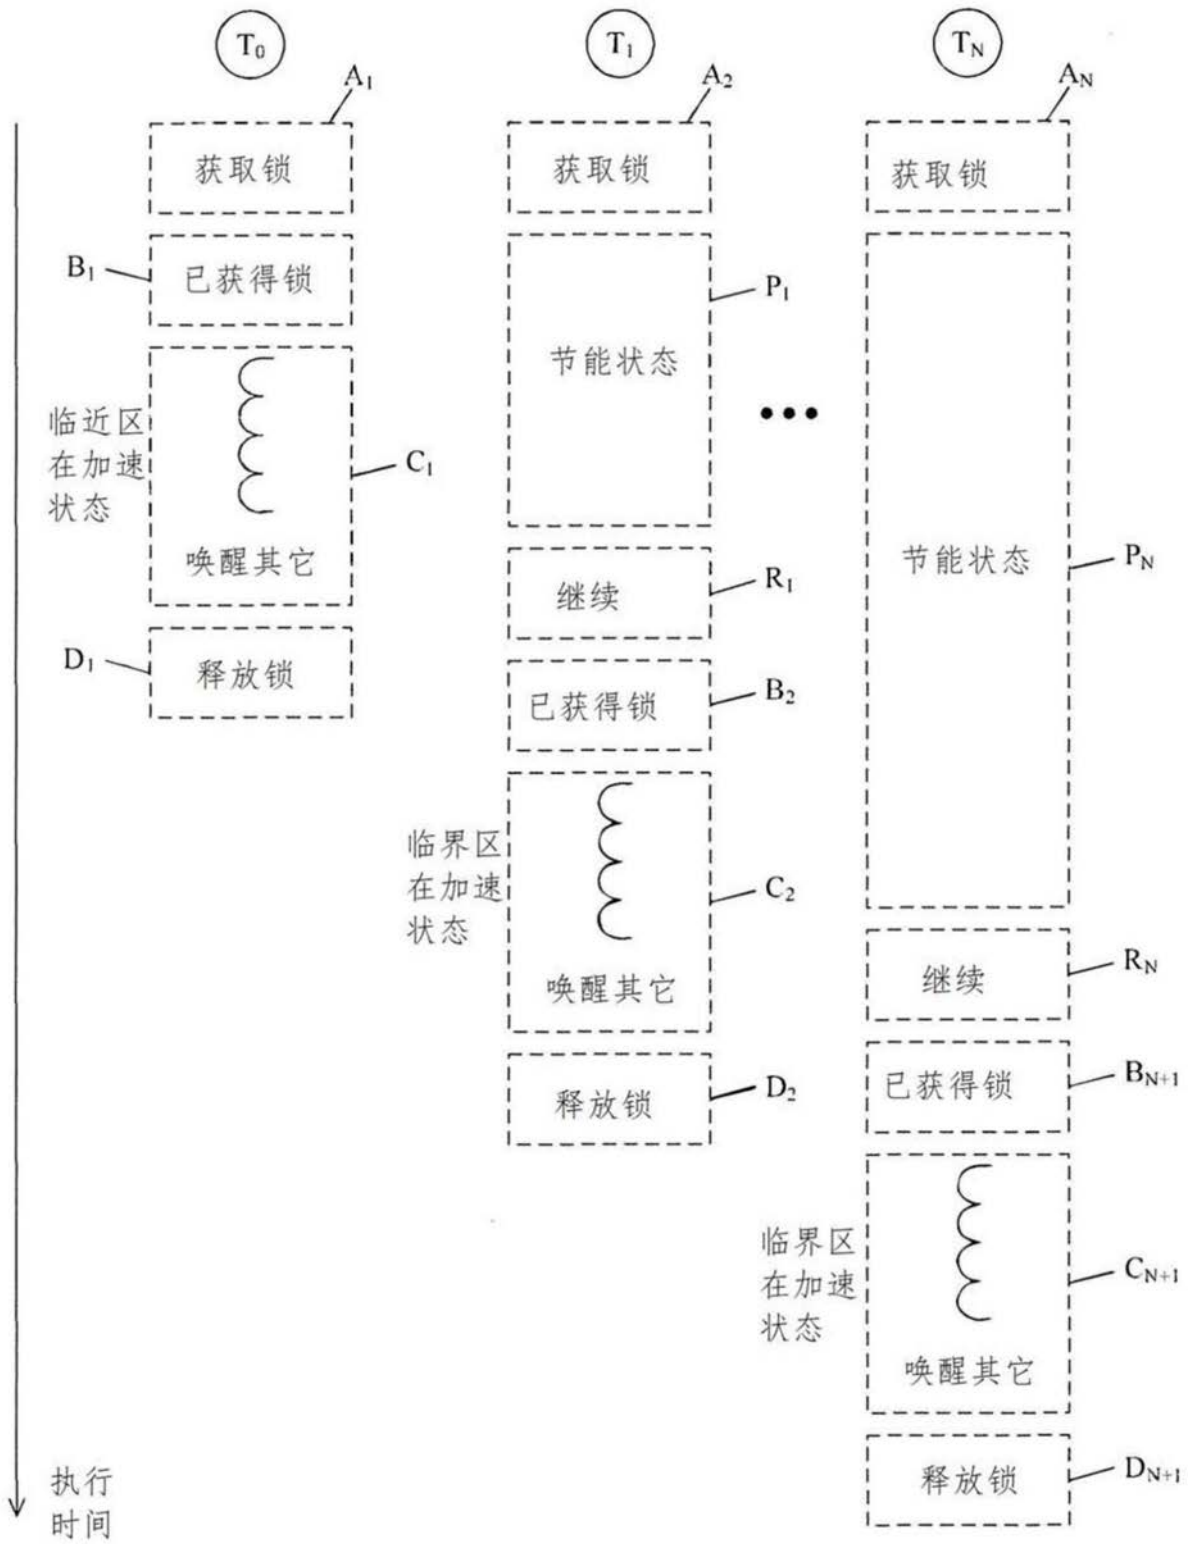 T0
T1
TN
A1
A2
AN
获取锁
获取锁
获取锁
B1
已获得锁
P1
节能状态
临近区
在加速
状态
C1
唤醒其它
节能状态
PN
继续
R1
D1
释放锁
已获得锁
B2
临界区
在加速
状态
C2
唤醒其它
继续
RN
释放锁
D2
已获得锁
BN+1
临界区
在加速
状态
CN+1
唤醒其它
释放锁
DN+1
执行
时间